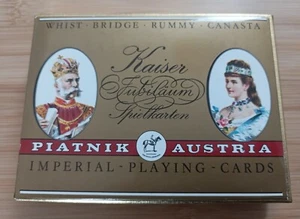 WHIST - BRIDGE - RUMMY - CANASTA
Kaiser
Jubiläum
Spielkarten
PIATNIK AUSTRIA
IMPERIAL - PLAYING - CARDS